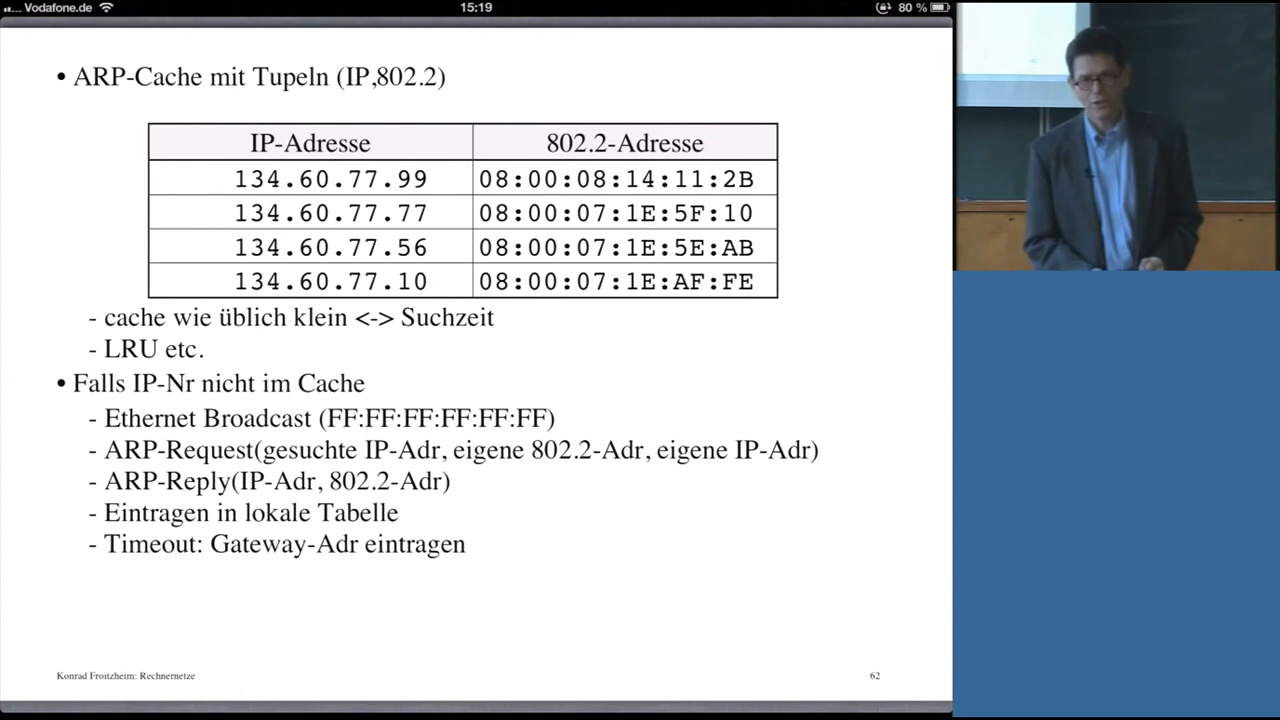 Vodafone.de 15:19 80 %
• ARP-Cache mit Tupeln (IP,802.2)
IP-Adresse 802.2-Adresse
134.60.77.99 08:00:08:14:11:2B
134.60.77.77 08:00:07:1E:5F:10
134.60.77.56 08:00:07:1E:5E:AB
134.60.77.10 08:00:07:1E:AF:FE
- cache wie üblich klein <-> Suchzeit
- LRU etc.
• Falls IP-Nr nicht im Cache
- Ethernet Broadcast (FF:FF:FF:FF:FF:FF)
- ARP-Request(gesuchte IP-Adr, eigene 802.2-Adr, eigene IP-Adr)
- ARP-Reply(IP-Adr, 802.2-Adr)
- Eintragen in lokale Tabelle
- Timeout: Gateway-Adr eintragen
Konrad Froitzheim: Rechnernetze 62